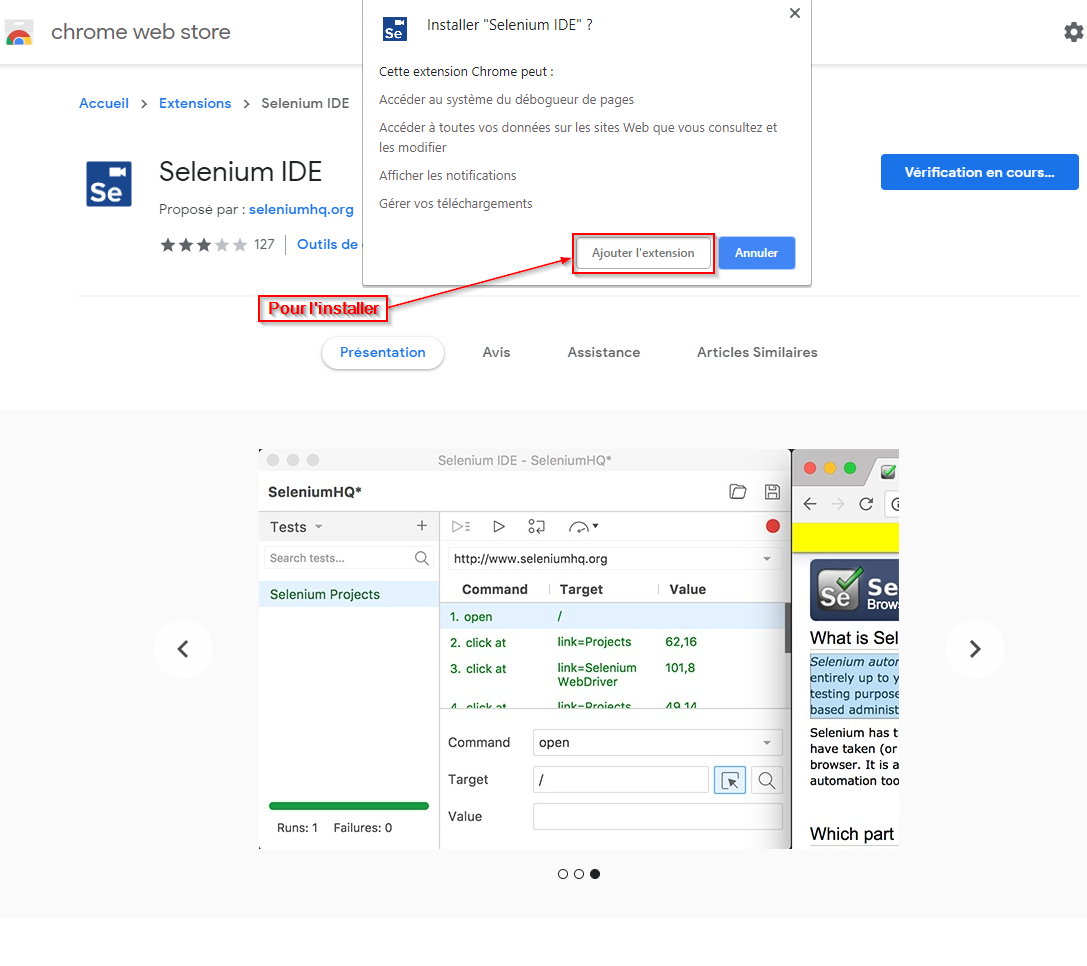 chrome web store
Installer "Selenium IDE" ?
Cette extension Chrome peut :
Accéder au système du débogueur de pages
Accéder à toutes vos données sur les sites Web que vous consultez et
les modifier
Afficher les notifications
Gérer vos téléchargements
Ajouter l'extension
Annuler
Accueil > Extensions > Selenium IDE
Se
Selenium IDE
Proposé par : seleniumhq.org
127
Outils de
Vérification en cours...
Pour l'installer
Présentation
Avis
Assistance
Articles Similaires
Selenium IDE - SeleniumHQ*
SeleniumHQ*
Tests
Search tests...
Selenium Projects
Runs: 1 Failures: 0
http://www.seleniumhq.org
Command Target Value
1. open /
2. click at link=Projects 62,16
3. click at link=Selenium 101,8
WebDriver
4. click at link=Projects 49,14
Command open
Target /
Value
Se Se
Brows
What is Sel
Selenium autor
entirely up to y
testing purpose
based administ
Selenium has t
have taken (or
browser. It is a
automation too
Which part